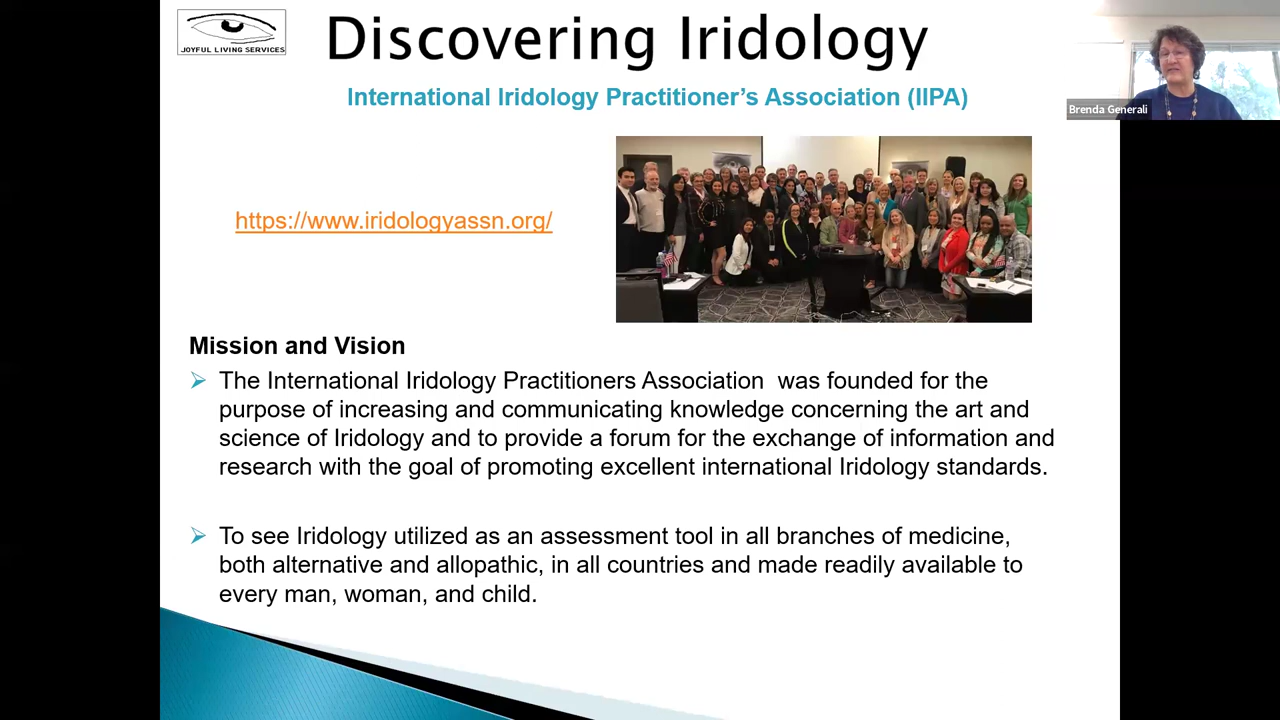 JOYFUL LIVING SERVICES
Discovering Iridology
International Iridology Practitioner’s Association (IIPA)
Brenda Generali
https://www.iridologyassn.org/
Mission and Vision
The International Iridology Practitioners Association  was founded for the
purpose of increasing and communicating knowledge concerning the art and
science of Iridology and to provide a forum for the exchange of information and
research with the goal of promoting excellent international Iridology standards.
To see Iridology utilized as an assessment tool in all branches of medicine,
both alternative and allopathic, in all countries and made readily available to
every man, woman, and child.